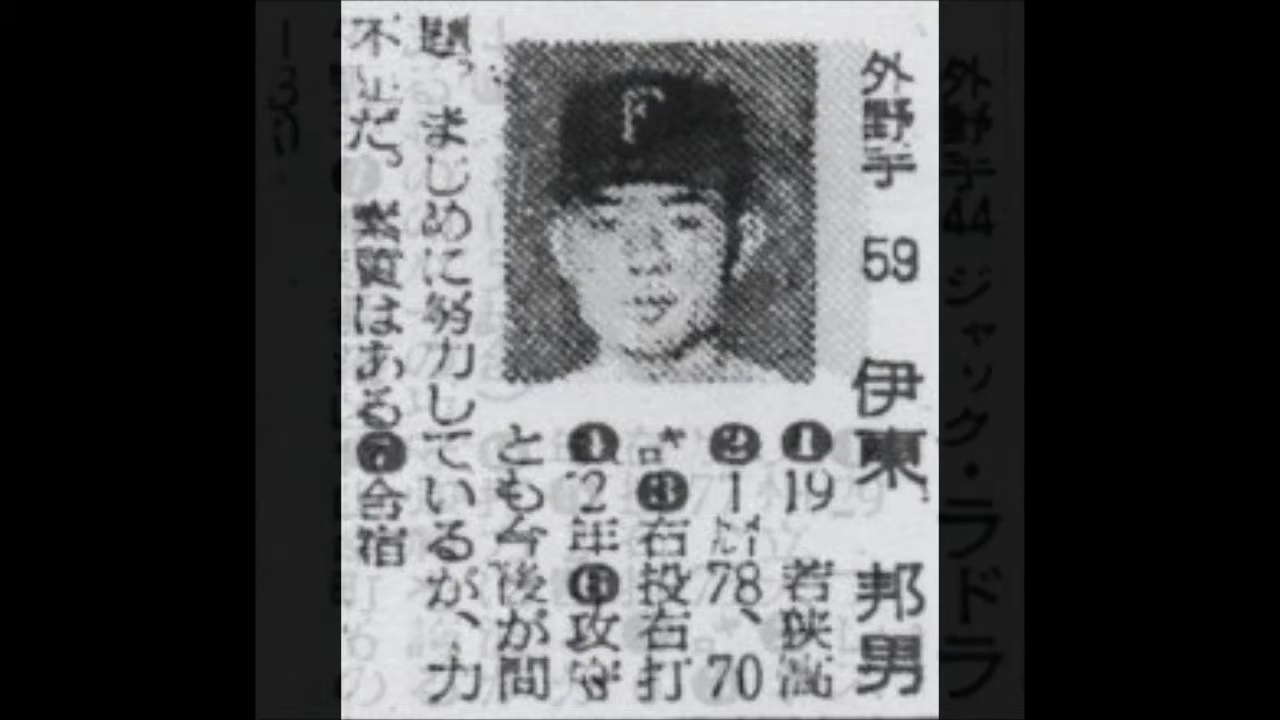 外野手 59 伊東 邦男
❶19 若狭高
❷1㍍78、70
㌔❸右投右打
❹2年❻攻守
とも今後が問
題。まじめに努力しているが、力
不足だ。素質はある❼合宿
外野手44 ジャック・ラドラ
F